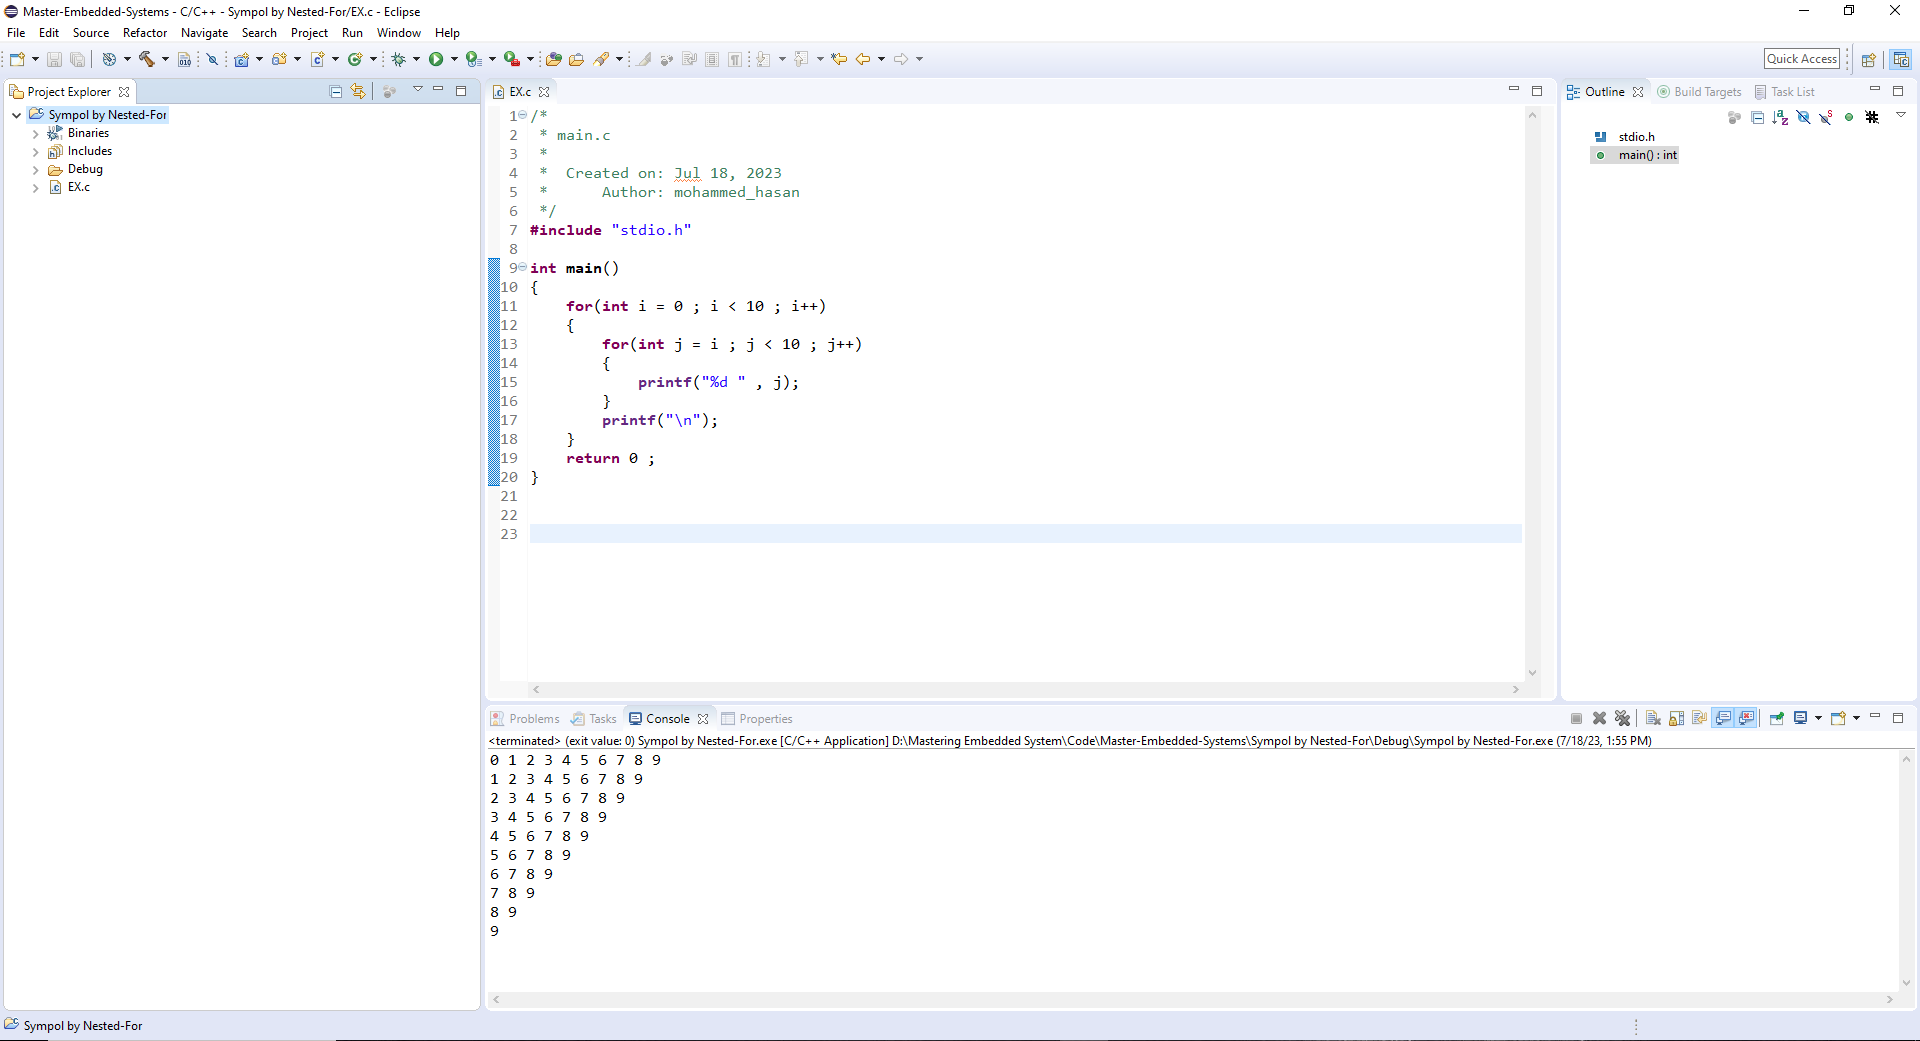 Master-Embedded-Systems - C/C++ - Sympol by Nested-For/EX.c - Eclipse
File Edit Source Refactor Navigate Search Project Run Window Help
Quick Access
Project Explorer
Sympol by Nested-For
Binaries
Includes
Debug
EX.c
EX.c
1 /*
2  * main.c
3  *
4  *  Created on: Jul 18, 2023
5  *      Author: mohammed_hasan
6  */
7 #include "stdio.h"
8
9 int main()
10 {
11     for(int i = 0 ; i < 10 ; i++)
12     {
13         for(int j = i ; j < 10 ; j++)
14         {
15             printf("%d " , j);
16         }
17         printf("\n");
18     }
19     return 0 ;
20 }
21
22
23
Outline Build Targets Task List
stdio.h
main() : int
Problems Tasks Console Properties
<terminated> (exit value: 0) Sympol by Nested-For.exe [C/C++ Application] D:\Mastering Embedded System\Code\Master-Embedded-Systems\Sympol by Nested-For\Debug\Sympol by Nested-For.exe (7/18/23, 1:55 PM)
0 1 2 3 4 5 6 7 8 9
1 2 3 4 5 6 7 8 9
2 3 4 5 6 7 8 9
3 4 5 6 7 8 9
4 5 6 7 8 9
5 6 7 8 9
6 7 8 9
7 8 9
8 9
9
Sympol by Nested-For